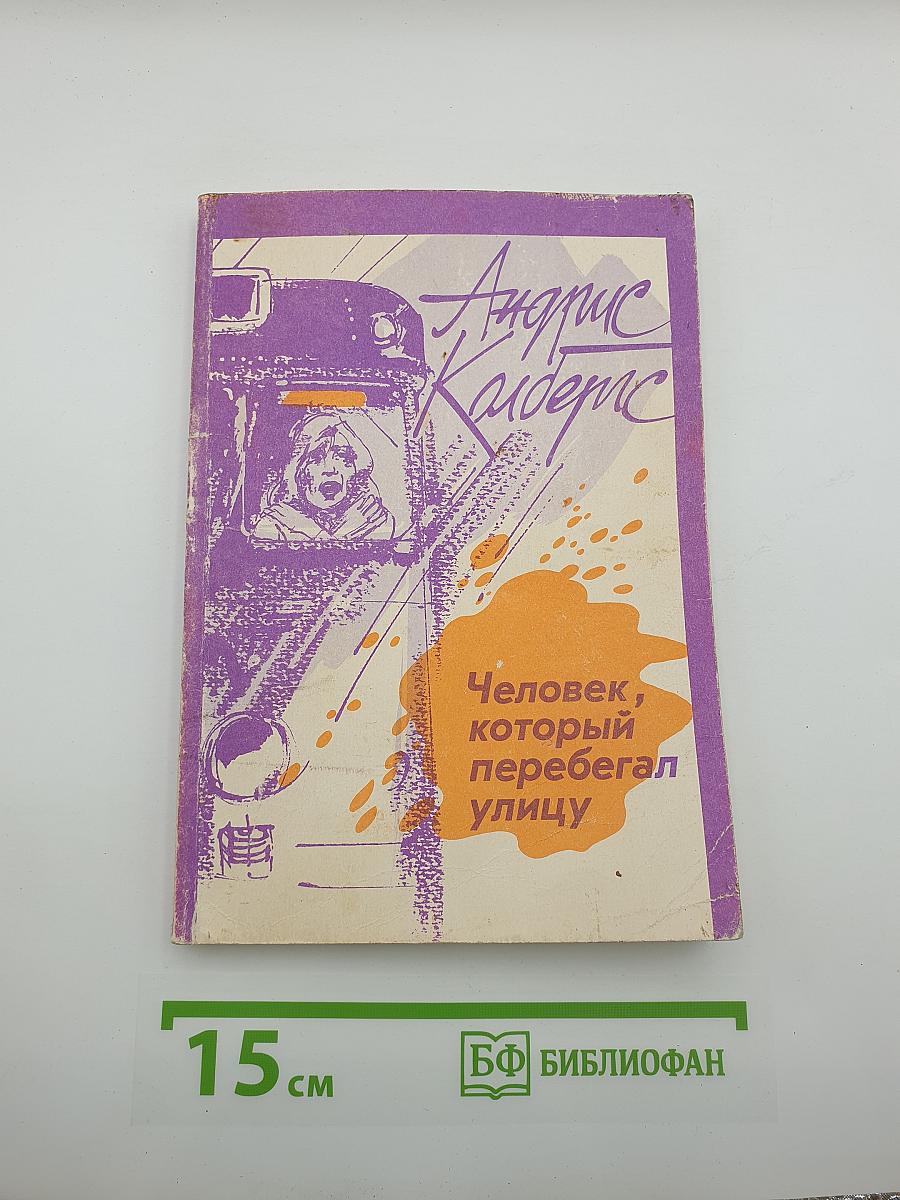 Андрис
Колбергс
Человек,
который
перебегал
улицу
15 см
БФ БИБЛИОФАН